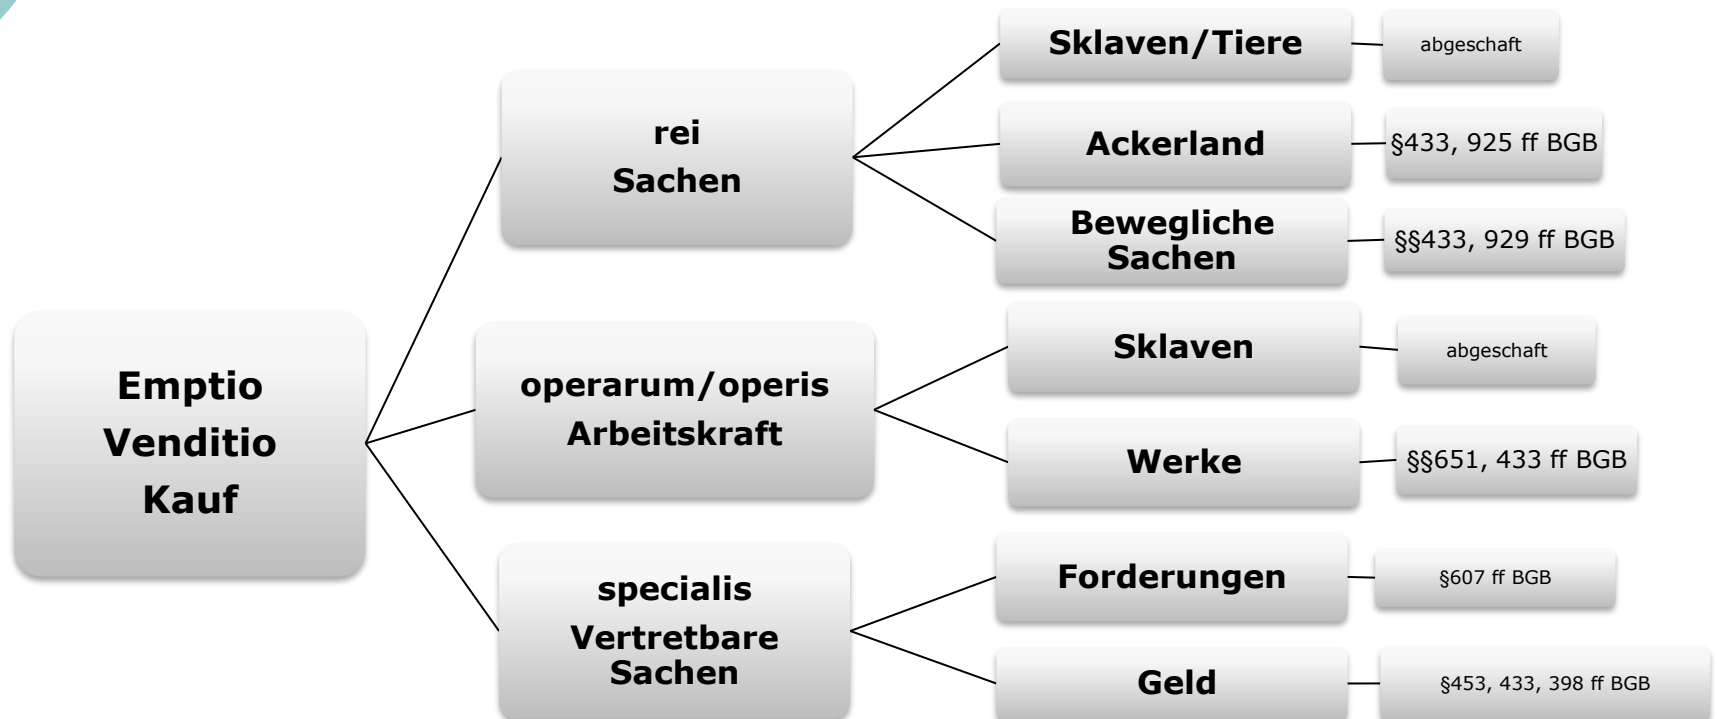 Emptio
Venditio
Kauf
rei
Sachen
Sklaven/Tiere
abgeschaft
Ackerland
§433, 925 ff BGB
Bewegliche
Sachen
§§433, 929 ff BGB
operarum/operis
Arbeitskraft
Sklaven
abgeschaft
Werke
§§651, 433 ff BGB
specialis
Vertretbare
Sachen
Forderungen
§607 ff BGB
Geld
§453, 433, 398 ff BGB